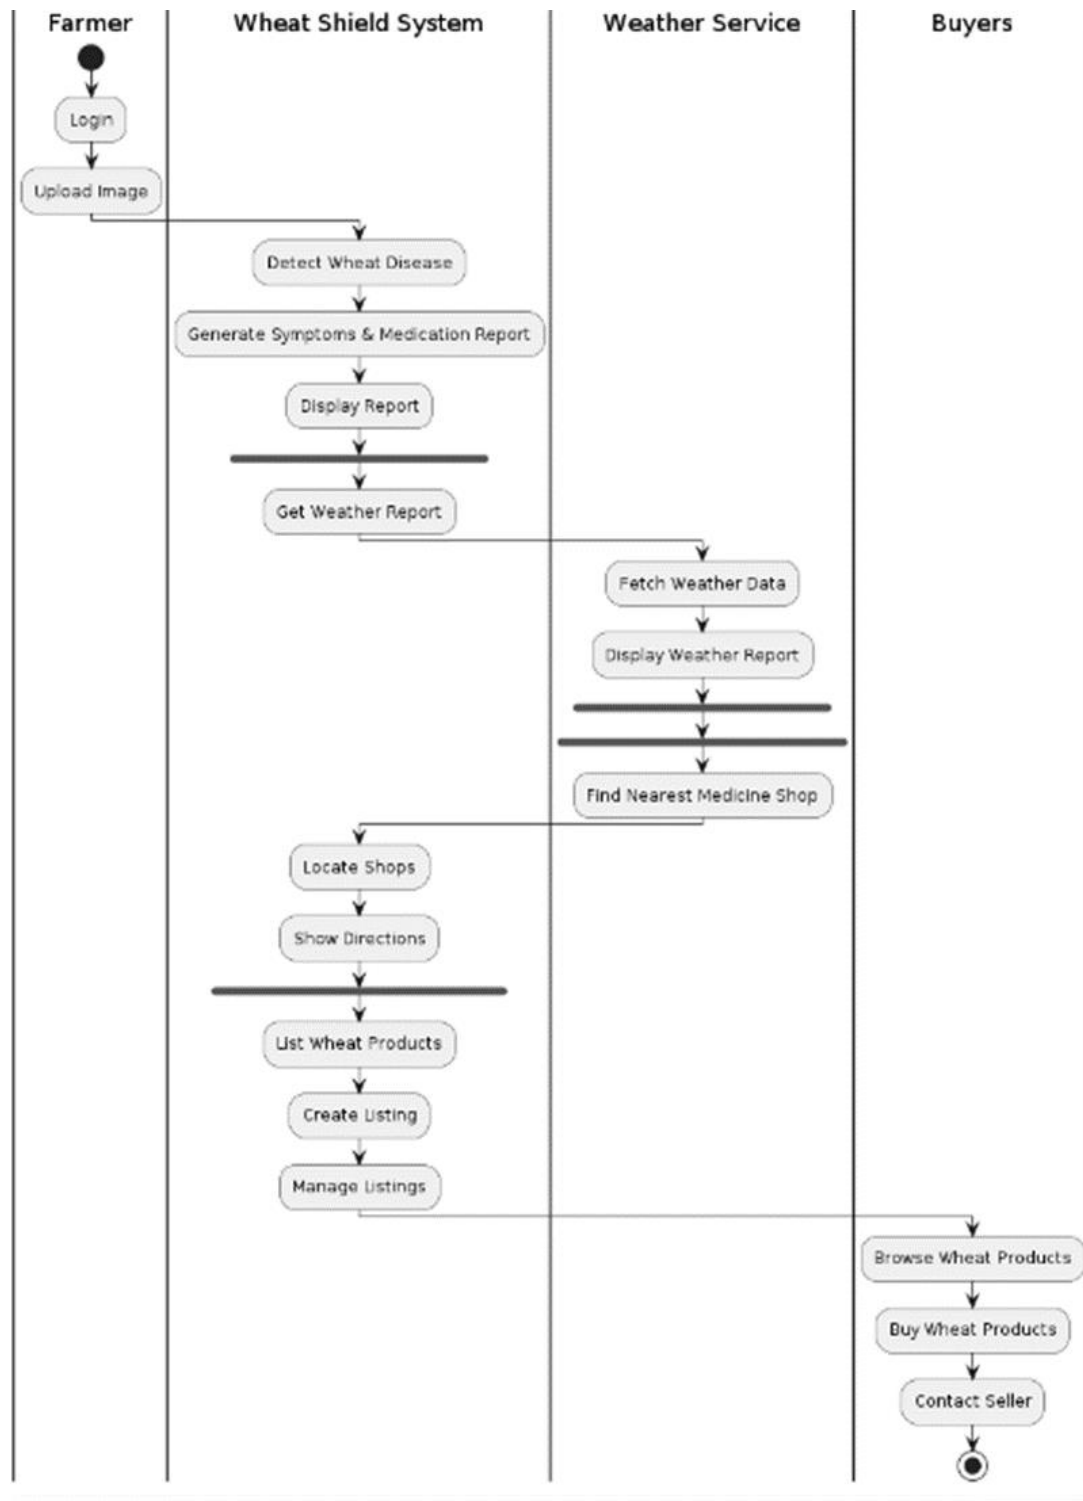 Farmer
Wheat Shield System
Weather Service
Buyers
Login
Upload Image
Detect Wheat Disease
Generate Symptoms & Medication Report
Display Report
Get Weather Report
Fetch Weather Data
Display Weather Report
Find Nearest Medicine Shop
Locate Shops
Show Directions
List Wheat Products
Create Listing
Manage Listings
Browse Wheat Products
Buy Wheat Products
Contact Seller